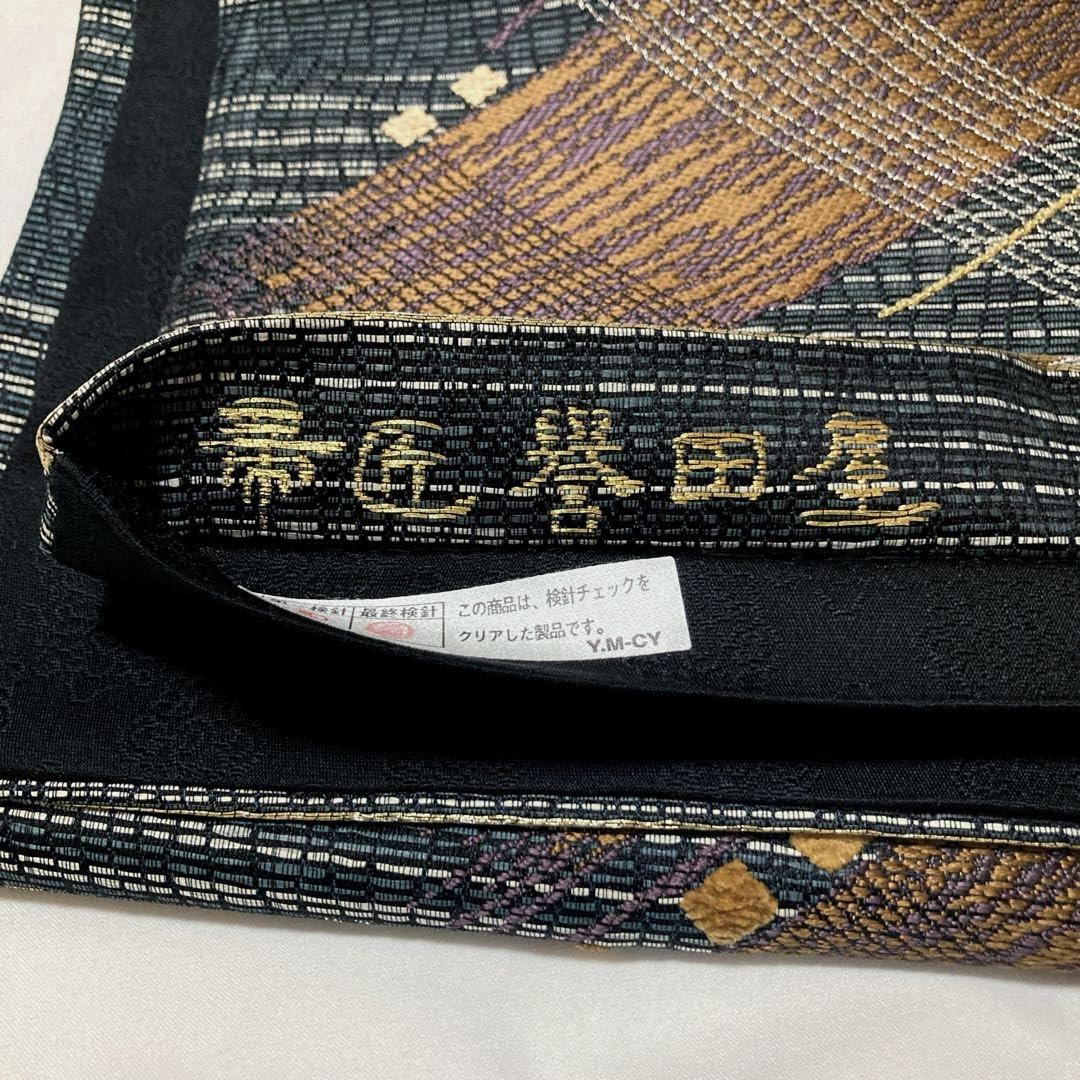 帯匠誉田屋
検針 最終検針
この商品は、検針チェックを
クリアした製品です。
Y.M-CY